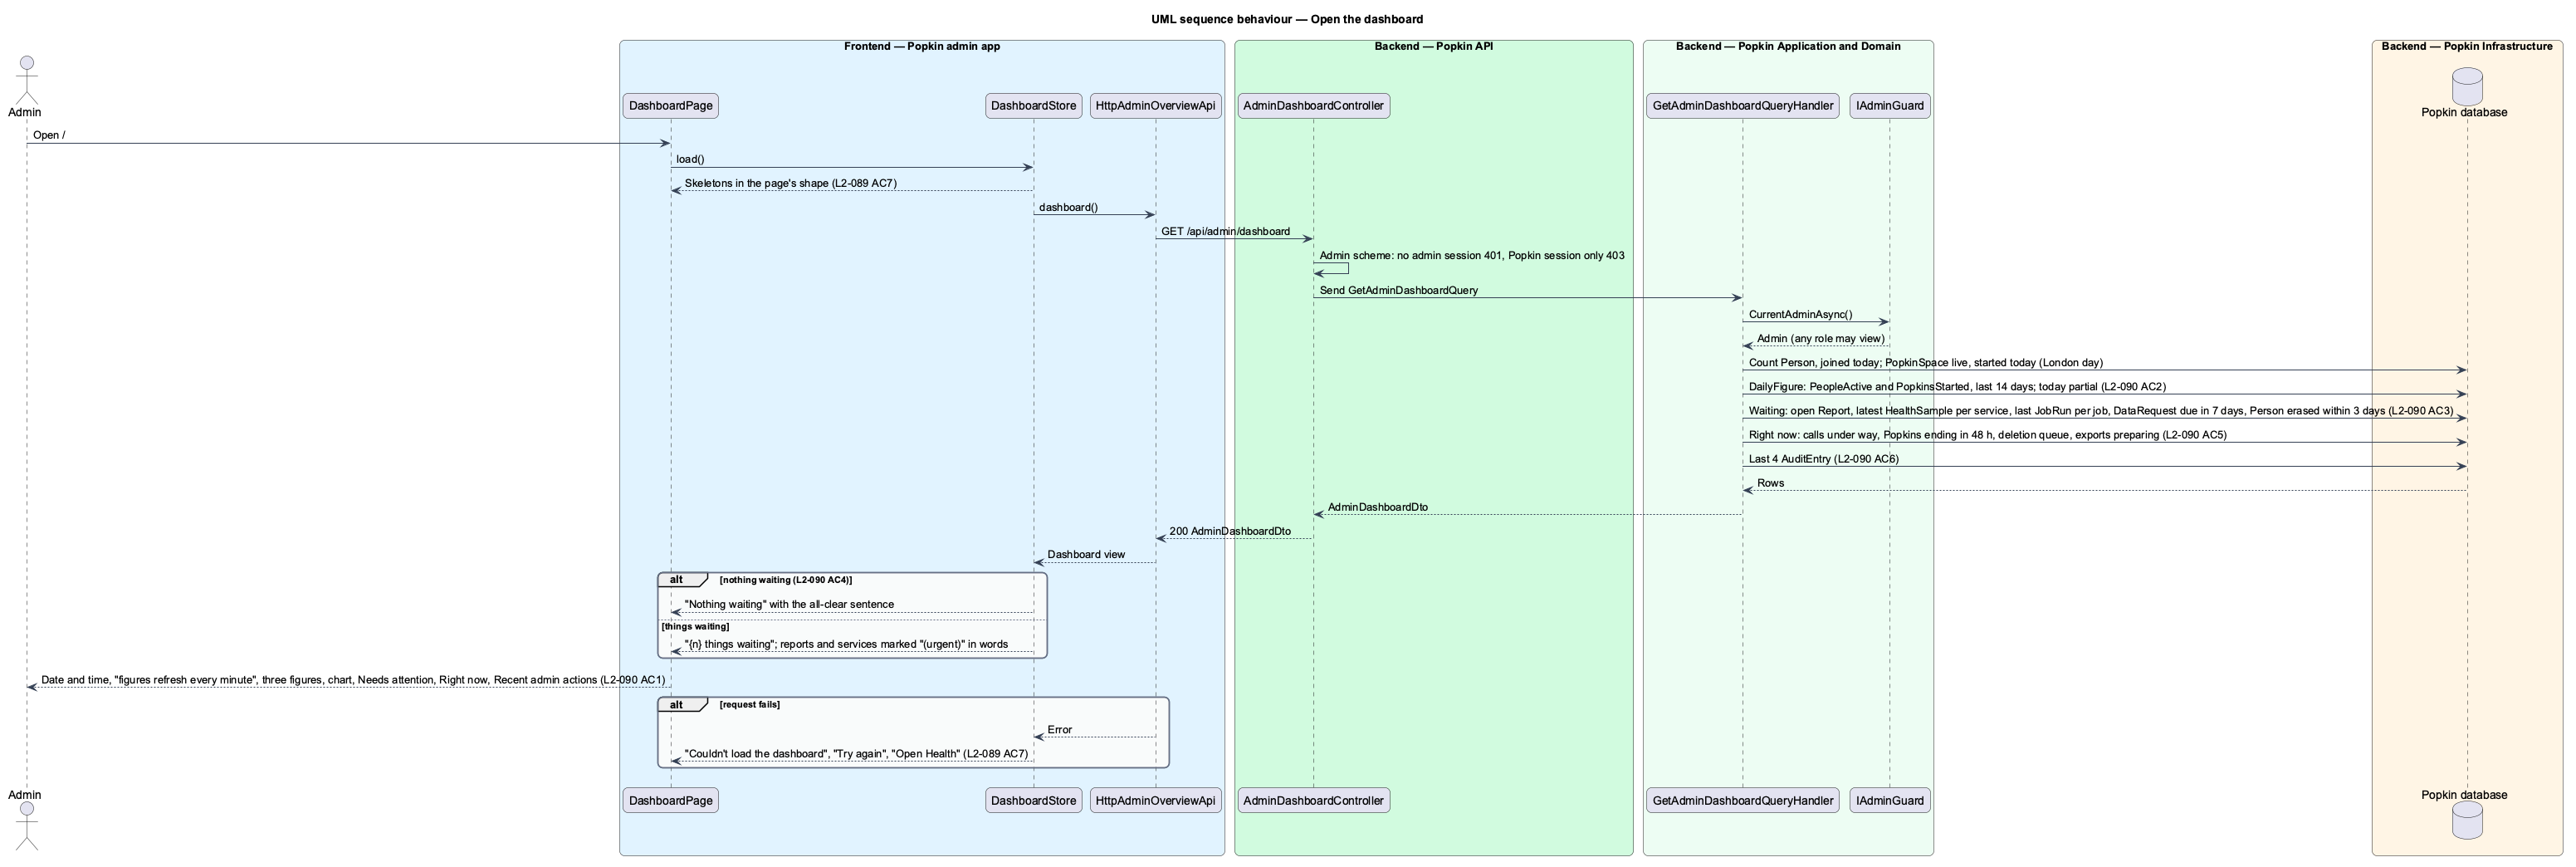 UML sequence behaviour — Open the dashboard
Frontend — Popkin admin app
Backend — Popkin API
Backend — Popkin Application and Domain
Backend — Popkin Infrastructure
Admin
DashboardPage
DashboardStore
HttpAdminOverviewApi
AdminDashboardController
GetAdminDashboardQueryHandler
IAdminGuard
Popkin database
Open /
load()
Skeletons in the page's shape (L2-089 AC7)
dashboard()
GET /api/admin/dashboard
Admin scheme: no admin session 401, Popkin session only 403
Send GetAdminDashboardQuery
CurrentAdminAsync()
Admin (any role may view)
Count Person, joined today; PopkinSpace live, started today (London day)
DailyFigure: PeopleActive and PopkinsStarted, last 14 days; today partial (L2-090 AC2)
Waiting: open Report, latest HealthSample per service, last JobRun per job, DataRequest due in 7 days, Person erased within 3 days (L2-090 AC3)
Right now: calls under way, Popkins ending in 48 h, deletion queue, exports preparing (L2-090 AC5)
Last 4 AuditEntry (L2-090 AC6)
Rows
AdminDashboardDto
200 AdminDashboardDto
Dashboard view
alt [nothing waiting (L2-090 AC4)]
"Nothing waiting" with the all-clear sentence
[things waiting]
"{n} things waiting"; reports and services marked "(urgent)" in words
Date and time, "figures refresh every minute", three figures, chart, Needs attention, Right now, Recent admin actions (L2-090 AC1)
alt [request fails]
Error
"Couldn't load the dashboard", "Try again", "Open Health" (L2-089 AC7)
Admin
DashboardPage
DashboardStore
HttpAdminOverviewApi
AdminDashboardController
GetAdminDashboardQueryHandler
IAdminGuard
Popkin database